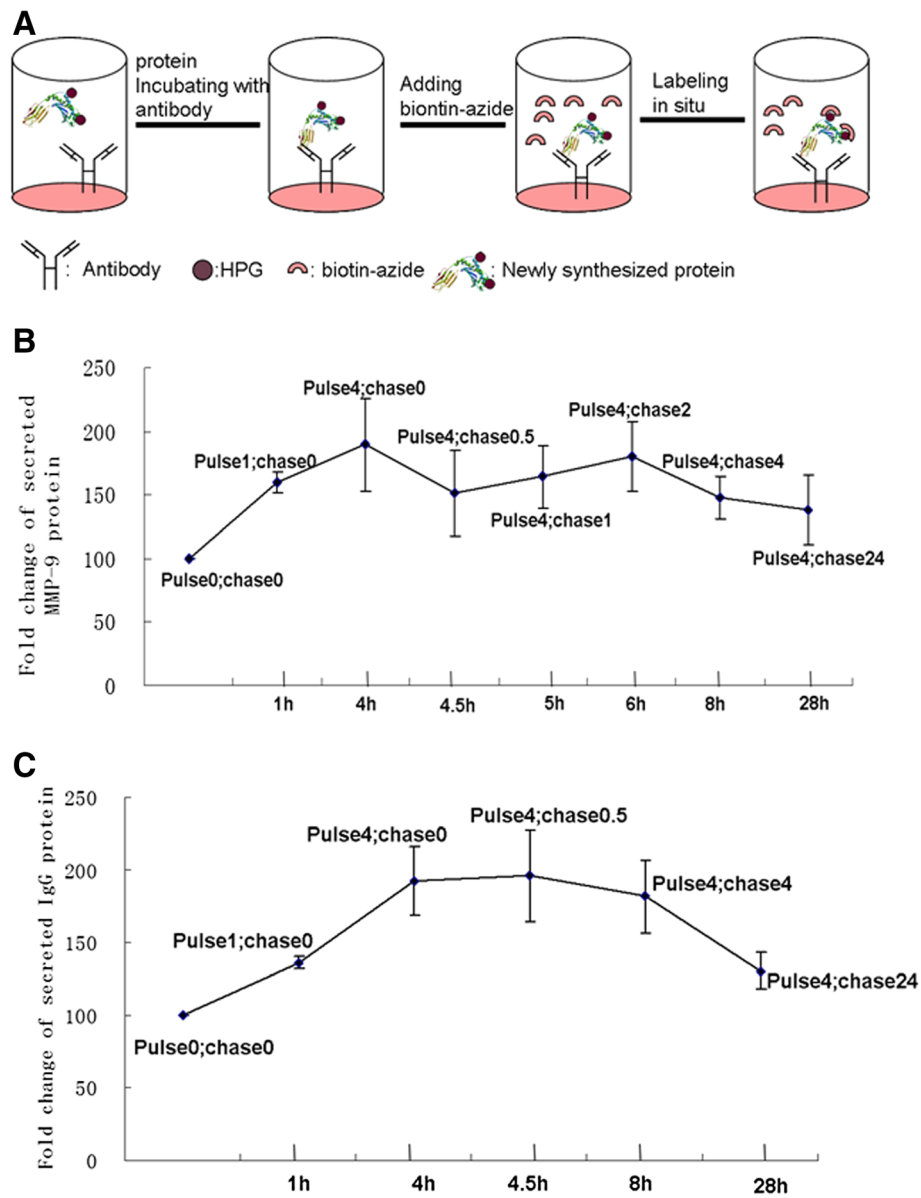 A
protein
Incubating with
antibody
Adding
biontin-azide
Labeling
in situ
: Antibody
:HPG
: biotin-azide
: Newly synthesized protein
B
Fold change of secreted
MMP-9 protein
250
200
150
100
50
0
Pulse0;chase0
Pulse1;chase0
Pulse4;chase0
Pulse4;chase0.5
Pulse4;chase1
Pulse4;chase2
Pulse4;chase4
Pulse4;chase24
1h
4h
4.5h
5h
6h
8h
28h
C
Fold change of secreted IgG protein
250
200
150
100
50
0
Pulse0;chase0
Pulse1;chase0
Pulse4;chase0
Pulse4;chase0.5
Pulse4;chase4
Pulse4;chase24
1h
4h
4.5h
8h
28h